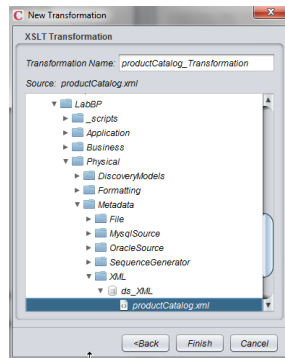 New Transformation
XSLT Transformation
Transformation Name: productCatalog_Transformation
Source: productCatalog.xml
LabBP
_scripts
Application
Business
Physical
DiscoveryModels
Formatting
Metadata
File
MysqlSource
OracleSource
SequenceGenerator
XML
ds_XML
productCatalog.xml
<Back Finish Cancel